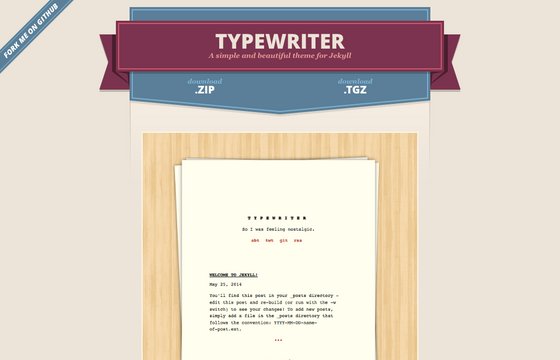 FORK ME ON GITHUB
TYPEWRITER
A simple and beautiful theme for Jekyll
download
.ZIP
download
.TGZ
TYPEWRITER
So I was feeling nostalgic.
abt twt git rss
WELCOME TO JEKYLL!
May 25, 2014
You'll find this post in your _posts directory -
edit this post and re-build (or run with the -w
switch) to see your changes! To add new posts,
simply add a file in the _posts directory that
follows the convention: YYYY-MM-DD-name-
of-post.ext.
***